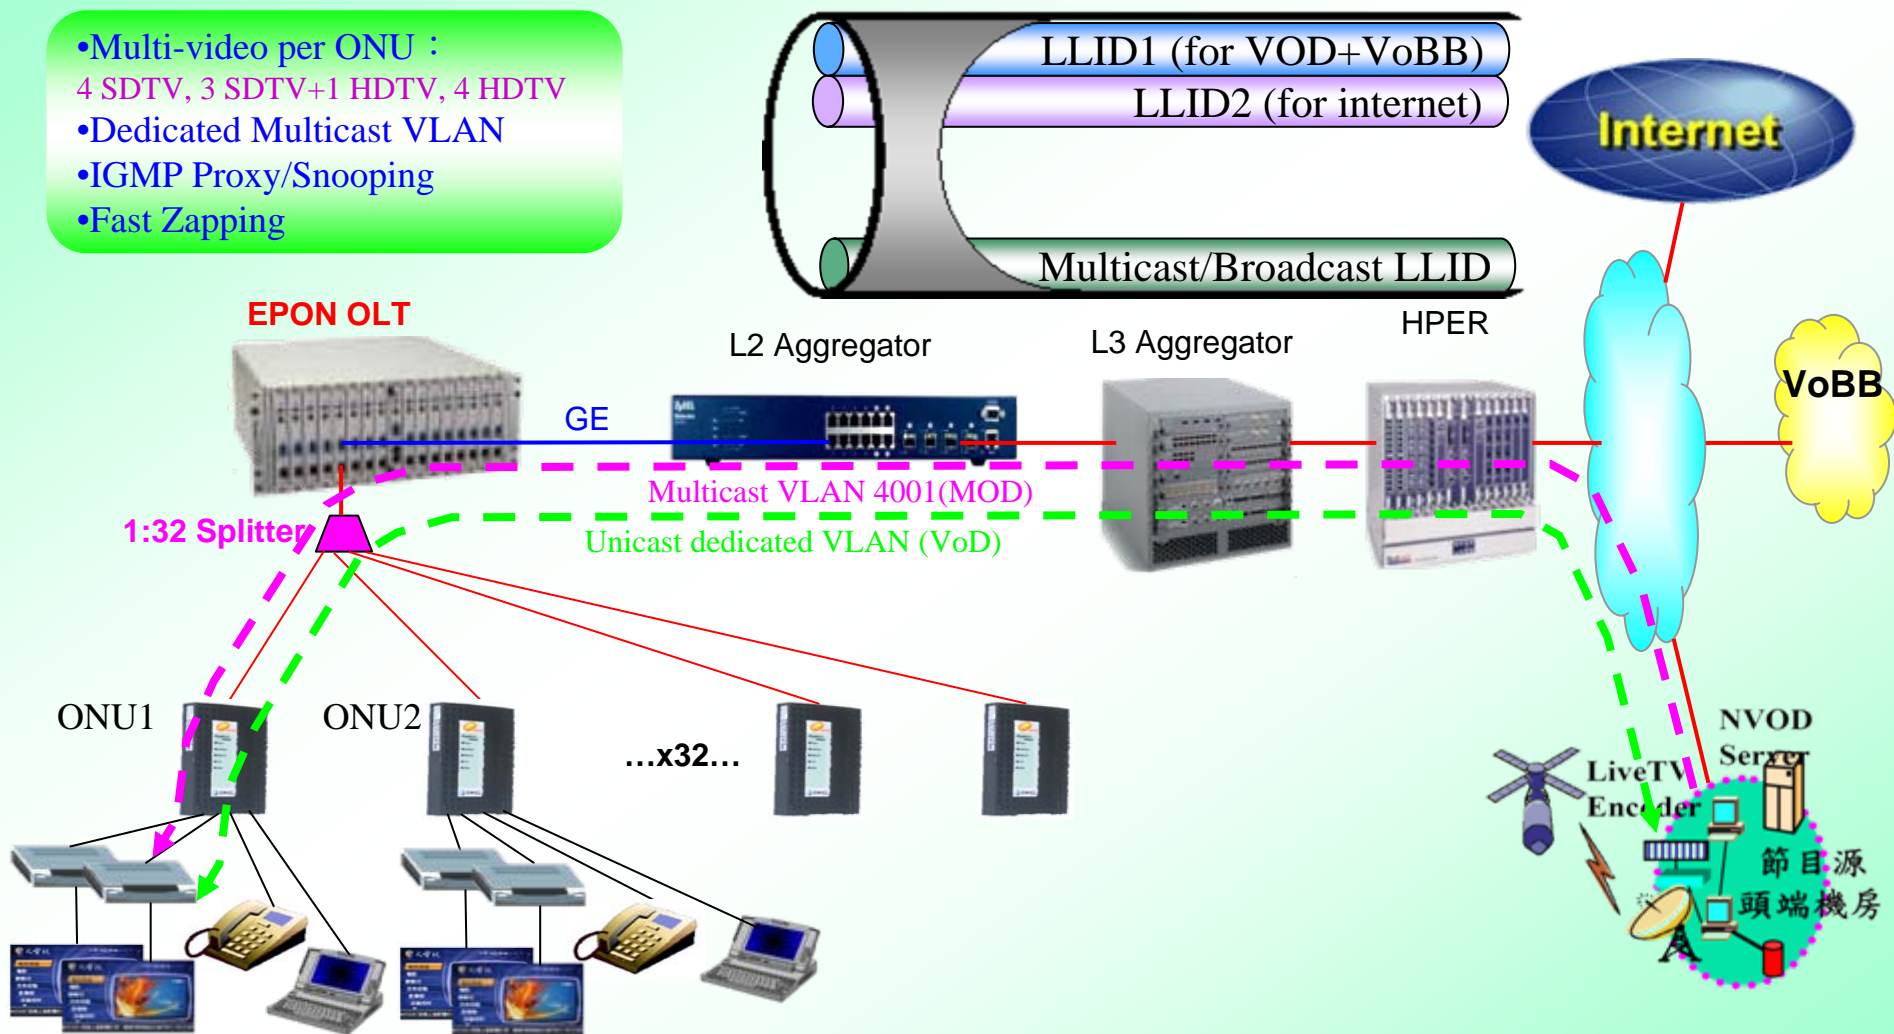 •Multi-video per ONU：
4 SDTV, 3 SDTV+1 HDTV, 4 HDTV
•Dedicated Multicast VLAN
•IGMP Proxy/Snooping
•Fast Zapping
LLID1 (for VOD+VoBB)
LLID2 (for internet)
Multicast/Broadcast LLID
Internet
EPON OLT
L2 Aggregator
L3 Aggregator
HPER
VoBB
GE
Multicast VLAN 4001(MOD)
Unicast dedicated VLAN (VoD)
1:32 Splitter
ONU1
ONU2
...x32...
NVOD
Server
LiveTV
Encoder
節目源
頭端機房